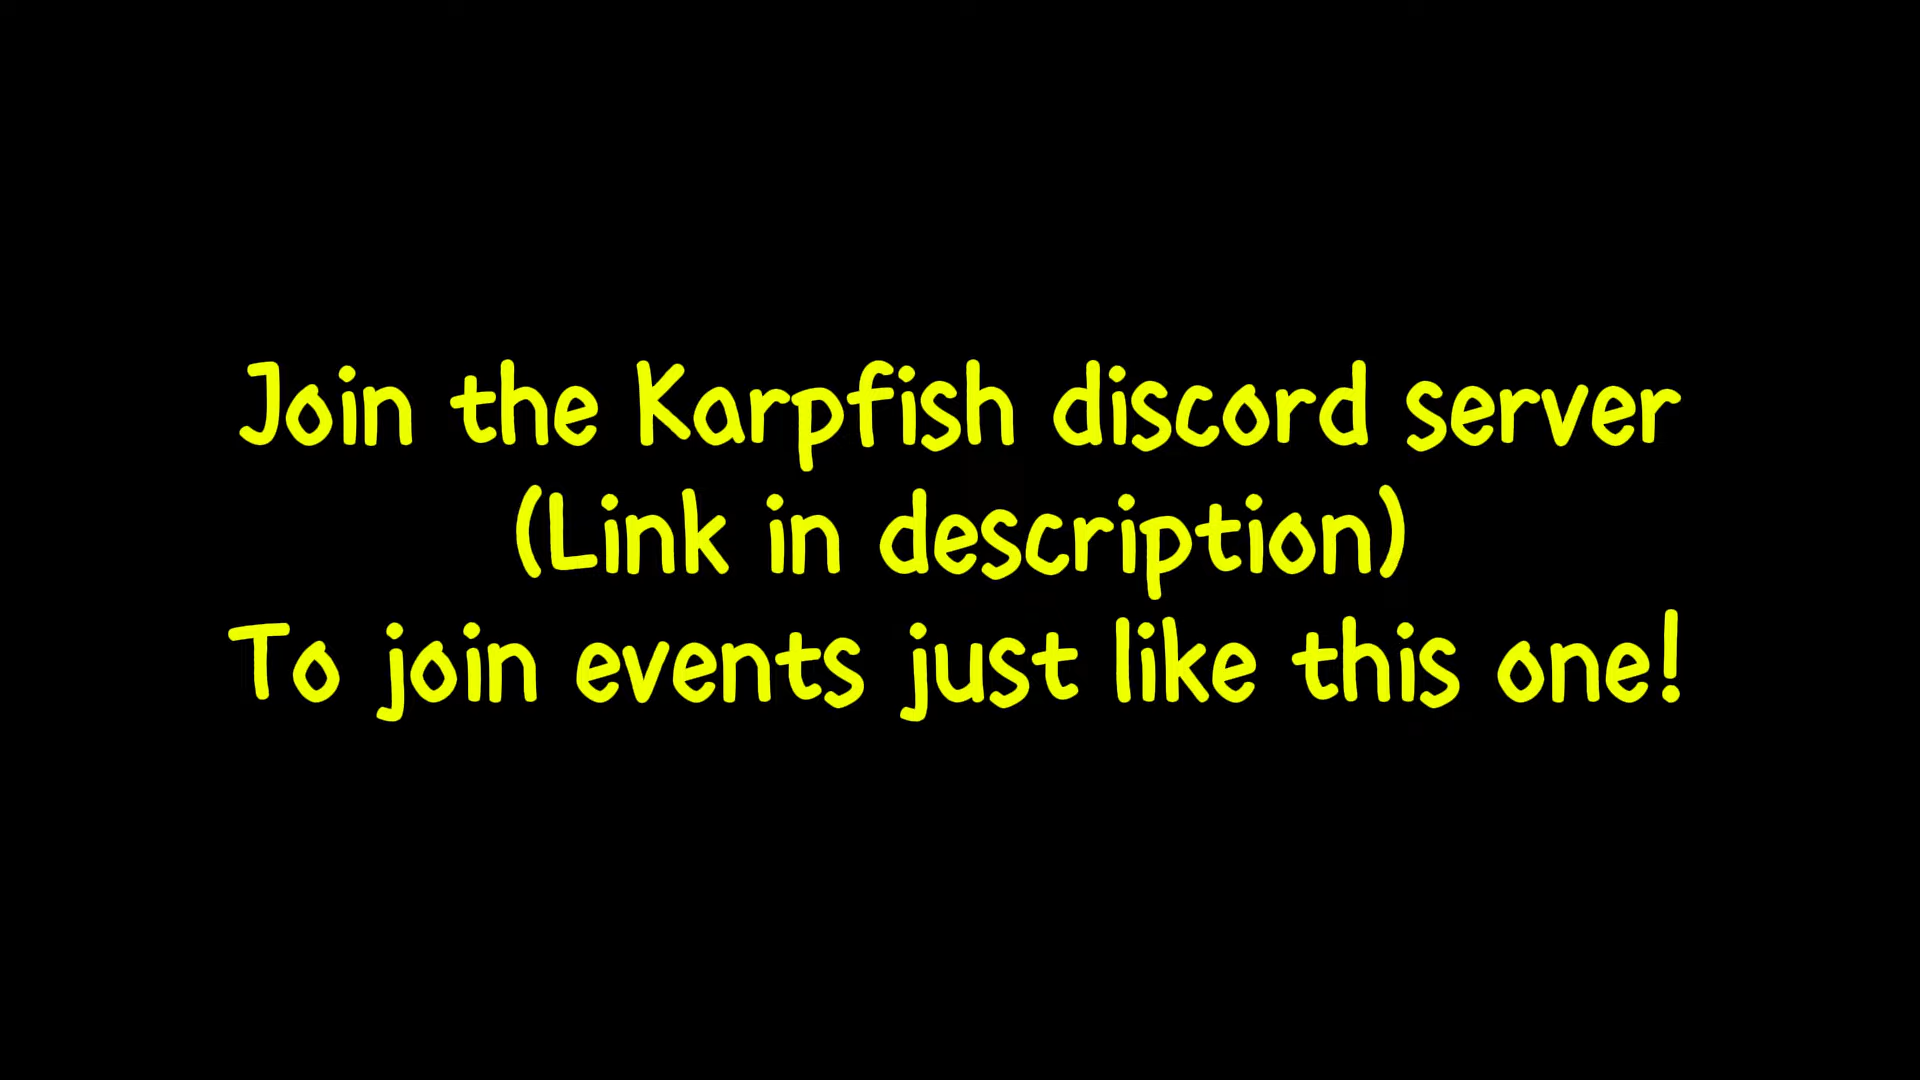 Join the Karpfish discord server
(Link in description)
To join events just like this one!